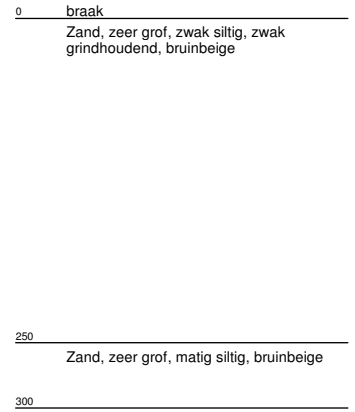 0 braak
Zand, zeer grof, zwak siltig, zwak
grindhoudend, bruinbeige
250
Zand, zeer grof, matig siltig, bruinbeige
300